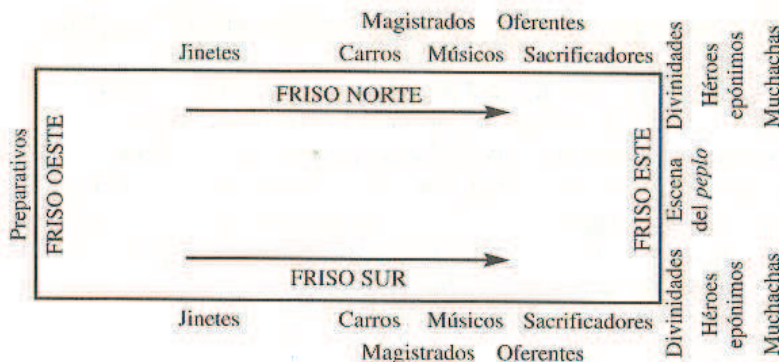 Magistrados Oferentes
Jinetes Carros Músicos Sacrificadores
FRISO NORTE
Preparativos
FRISO OESTE
FRISO ESTE
Divinidades
Héroes
epónimos
Muchachas
Escena
del peplo
Divinidades
Héroes
epónimos
Muchachas
FRISO SUR
Jinetes Carros Músicos Sacrificadores
Magistrados Oferentes